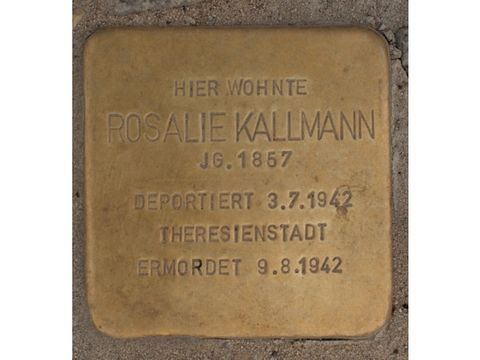 HIER WOHNTE
ROSALIE KALLMANN
JG. 1857
DEPORTIERT 3.7.1942
THERESIENSTADT
ERMORDET 9.8.1942